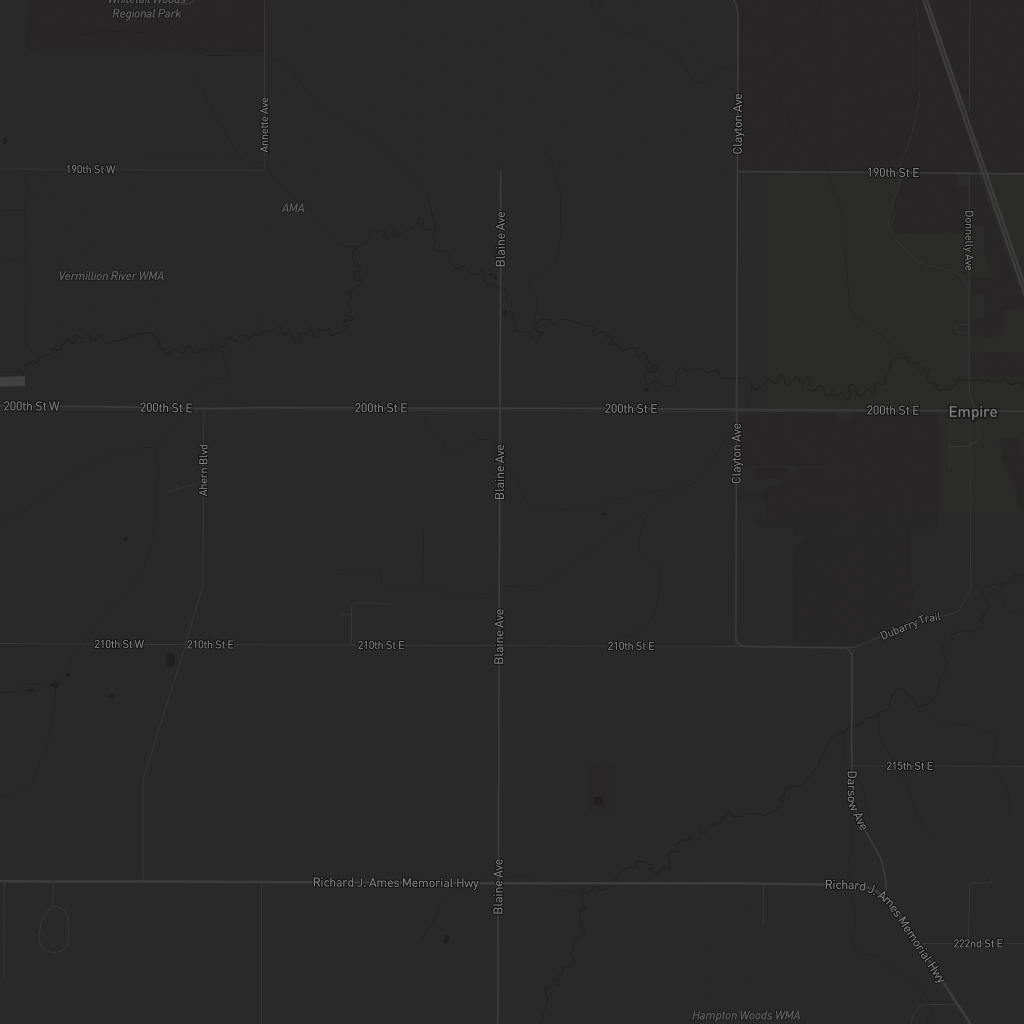 Whitetail Woods
Regional Park
Annette Ave
Clayton Ave
190th St W
190th St E
AMA
Blaine Ave
Donnelly Ave
Vermillion River WMA
200th St W
200th St E
200th St E
200th St E
200th St E
Empire
Ahern Blvd
Blaine Ave
Clayton Ave
Dubarry Trail
210th St W
210th St E
210th St E
Blaine Ave
210th St E
215th St E
Darsow Ave
Richard J. Ames Memorial Hwy
Blaine Ave
Richard J. Ames Memorial Hwy
222nd St E
Hampton Woods WMA